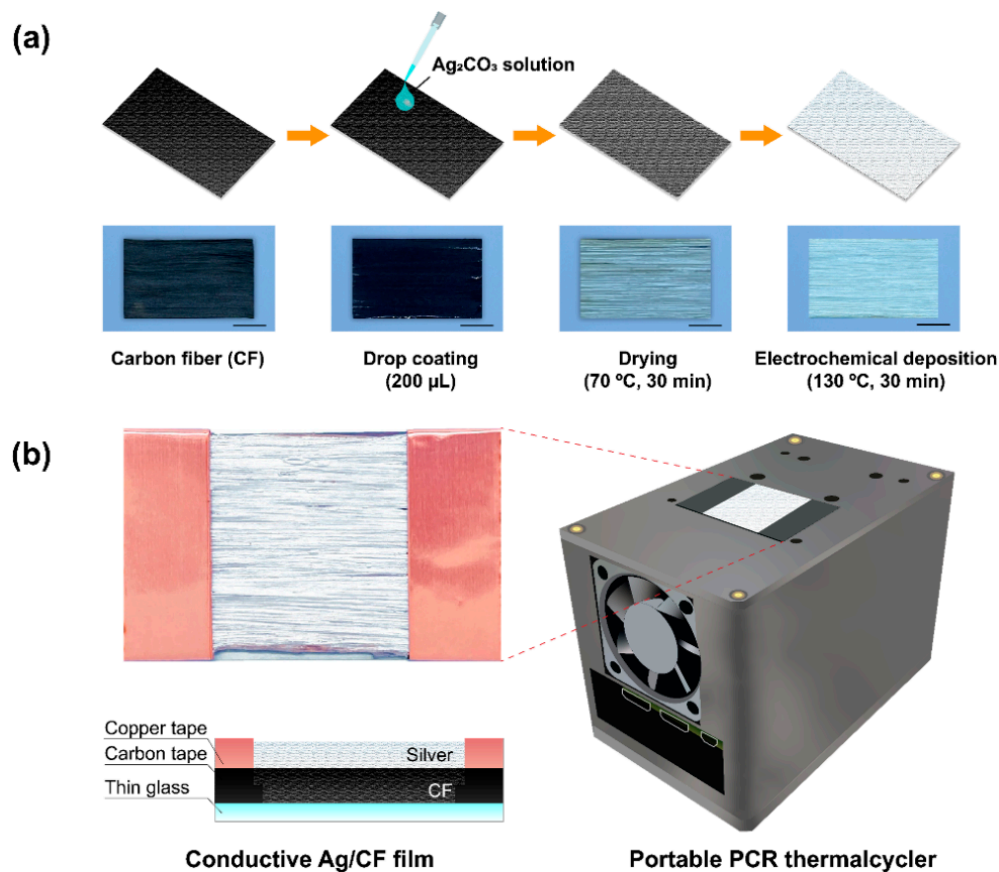 (a)
Ag₂CO₃ solution
Carbon fiber (CF)
Drop coating
(200 µL)
Drying
(70 ºC, 30 min)
Electrochemical deposition
(130 ºC, 30 min)
(b)
Copper tape
Carbon tape
Thin glass
Silver
CF
Conductive Ag/CF film
Portable PCR thermalcycler